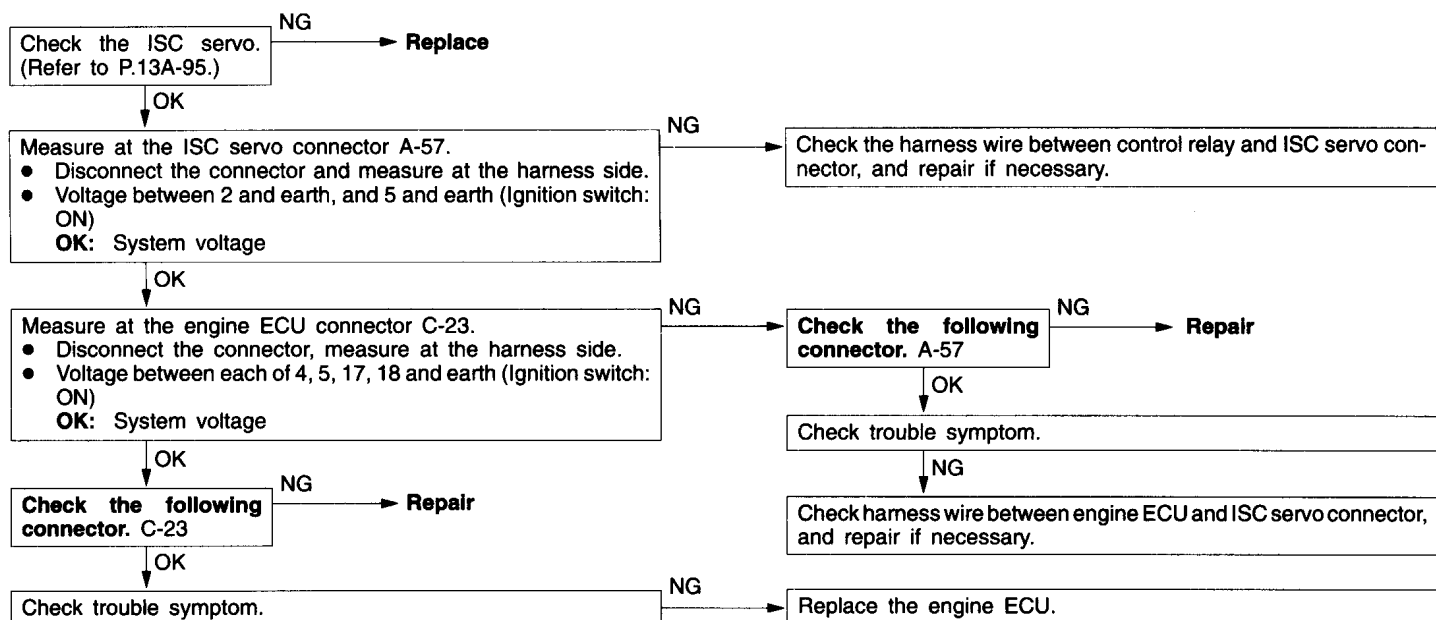 Check the ISC servo.
(Refer to P.13A-95.)
NG
Replace
OK
Measure at the ISC servo connector A-57.
● Disconnect the connector and measure at the harness side.
● Voltage between 2 and earth, and 5 and earth (Ignition switch:
ON)
OK: System voltage
NG
Check the harness wire between control relay and ISC servo con-
nector, and repair if necessary.
OK
Measure at the engine ECU connector C-23.
● Disconnect the connector, measure at the harness side.
● Voltage between each of 4, 5, 17, 18 and earth (Ignition switch:
ON)
OK: System voltage
NG
Check the following
connector. A-57
NG
Repair
OK
Check trouble symptom.
NG
Check harness wire between engine ECU and ISC servo connector,
and repair if necessary.
OK
Check the following
connector. C-23
NG
Repair
OK
Check trouble symptom.
NG
Replace the engine ECU.